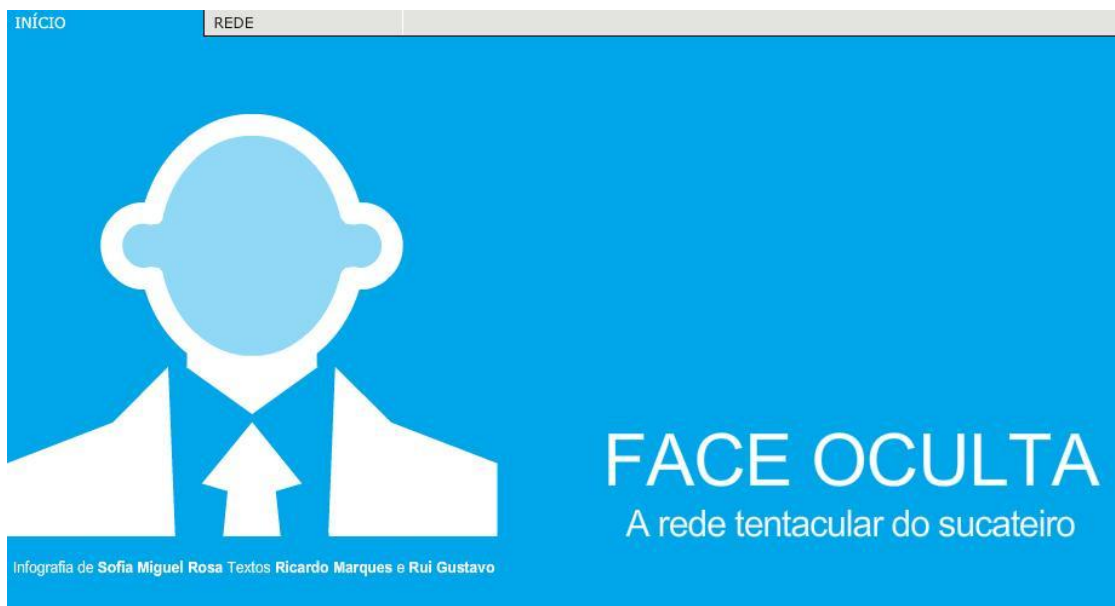 INÍCIO REDE
FACE OCULTA
A rede tentacular do sucateiro
Infografia de Sofia Miguel Rosa Textos Ricardo Marques e Rui Gustavo